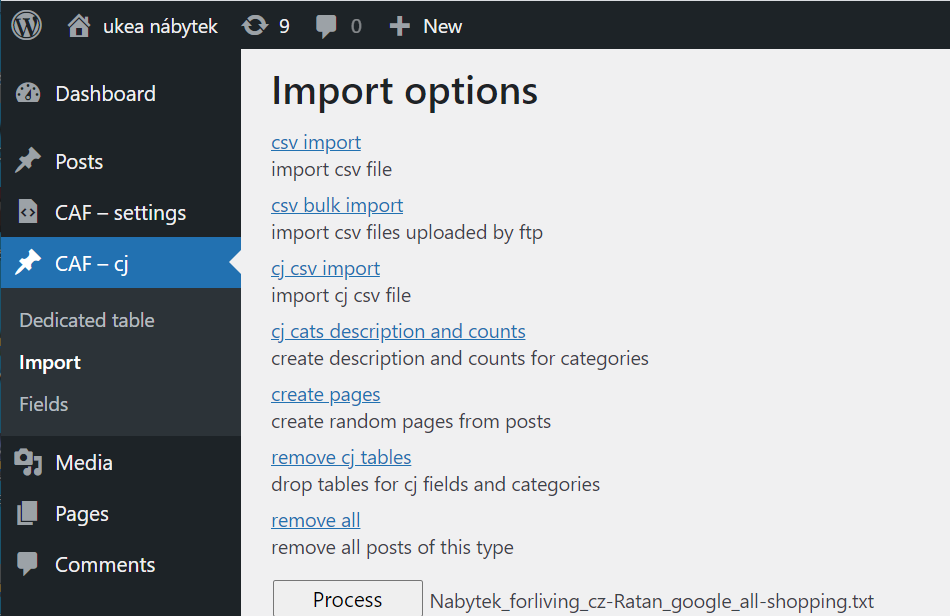 ukea nábytek 9 0 New
Dashboard
Posts
CAF – settings
CAF – cj
Dedicated table
Import
Fields
Media
Pages
Comments
Import options
csv import
import csv file
csv bulk import
import csv files uploaded by ftp
cj csv import
import cj csv file
cj cats description and counts
create description and counts for categories
create pages
create random pages from posts
remove cj tables
drop tables for cj fields and categories
remove all
remove all posts of this type
Process Nabytek_forliving_cz-Ratan_google_all-shopping.txt